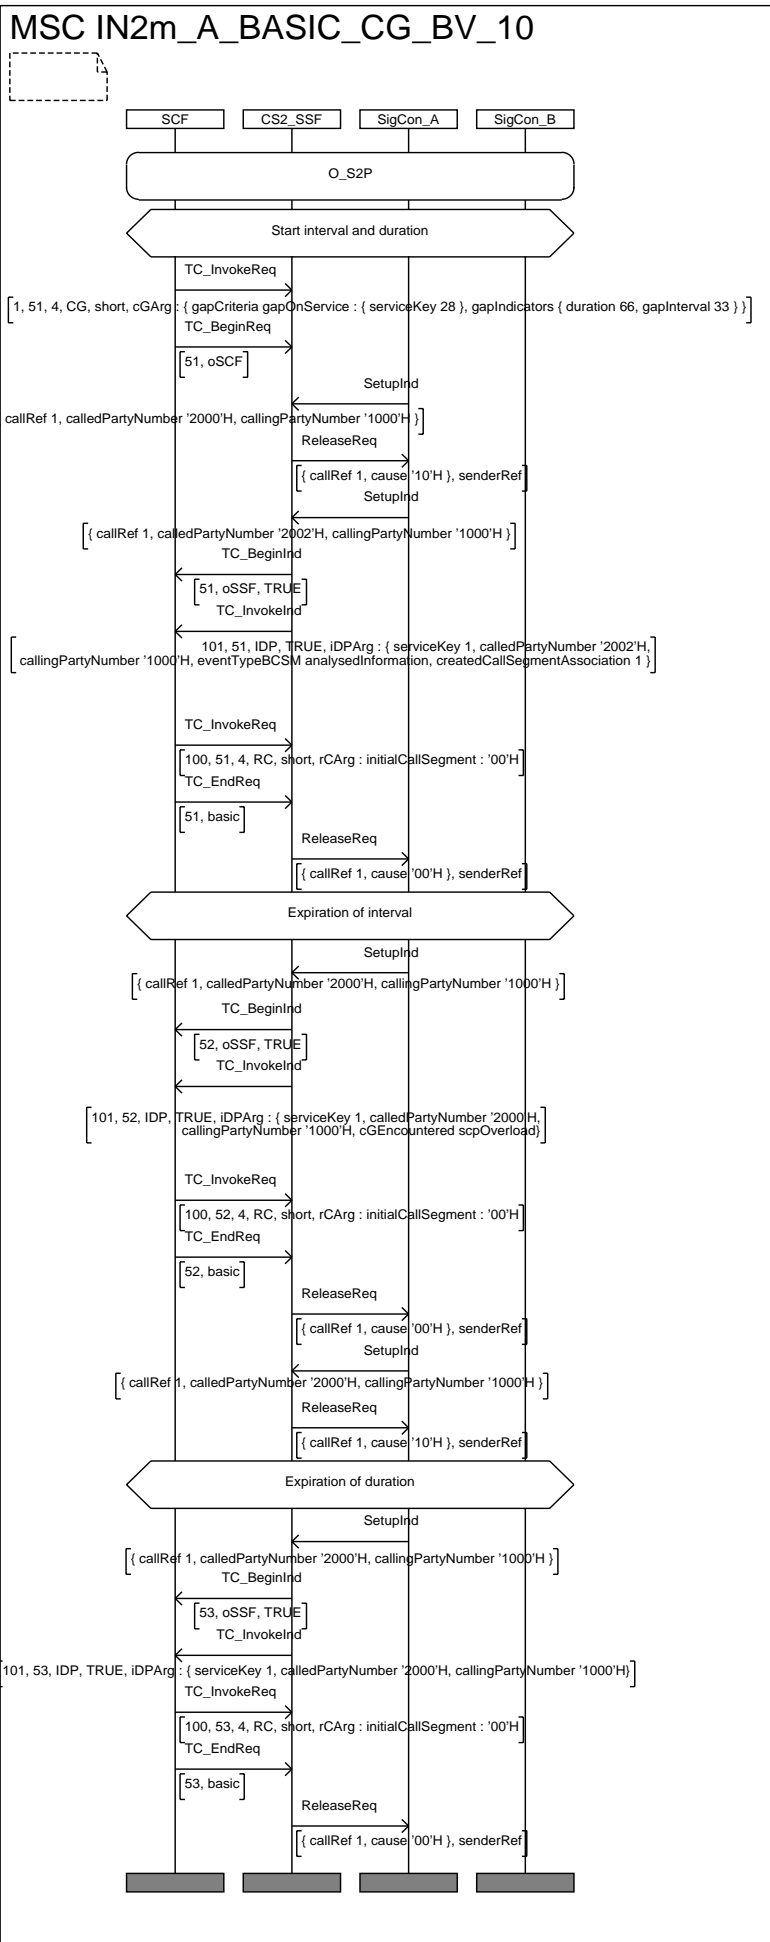 MSC IN2m_A_BASIC_CG_BV_10
SCF CS2_SSF SigCon_A SigCon_B
O_S2P
Start interval and duration
TC_InvokeReq
1, 51, 4, CG, short, cGArg : { gapCriteria gapOnService : { serviceKey 28 }, gapIndicators { duration 66, gapInterval 33 } }
TC_BeginReq
51, oSCF
SetupInd
callRef 1, calledPartyNumber '2000'H, callingPartyNumber '1000'H }
ReleaseReq
{ callRef 1, cause '10'H }, senderRef
SetupInd
{ callRef 1, calledPartyNumber '2002'H, callingPartyNumber '1000'H }
TC_BeginInd
51, oSSF, TRUE
TC_InvokeInd
101, 51, IDP, TRUE, iDPArg : { serviceKey 1, calledPartyNumber '2002'H,
callingPartyNumber '1000'H, eventTypeBCSM analysedInformation, createdCallSegmentAssociation 1 }
TC_InvokeReq
100, 51, 4, RC, short, rCArg : initialCallSegment : '00'H
TC_EndReq
51, basic
ReleaseReq
{ callRef 1, cause '00'H }, senderRef
Expiration of interval
SetupInd
{ callRef 1, calledPartyNumber '2000'H, callingPartyNumber '1000'H }
TC_BeginInd
52, oSSF, TRUE
TC_InvokeInd
101, 52, IDP, TRUE, iDPArg : { serviceKey 1, calledPartyNumber '2000'H,
callingPartyNumber '1000'H, cGEncountered scpOverload}
TC_InvokeReq
100, 52, 4, RC, short, rCArg : initialCallSegment : '00'H
TC_EndReq
52, basic
ReleaseReq
{ callRef 1, cause '00'H }, senderRef
SetupInd
{ callRef 1, calledPartyNumber '2000'H, callingPartyNumber '1000'H }
ReleaseReq
{ callRef 1, cause '10'H }, senderRef
Expiration of duration
SetupInd
{ callRef 1, calledPartyNumber '2000'H, callingPartyNumber '1000'H }
TC_BeginInd
53, oSSF, TRUE
TC_InvokeInd
101, 53, IDP, TRUE, iDPArg : { serviceKey 1, calledPartyNumber '2000'H, callingPartyNumber '1000'H}
TC_InvokeReq
100, 53, 4, RC, short, rCArg : initialCallSegment : '00'H
TC_EndReq
53, basic
ReleaseReq
{ callRef 1, cause '00'H }, senderRef